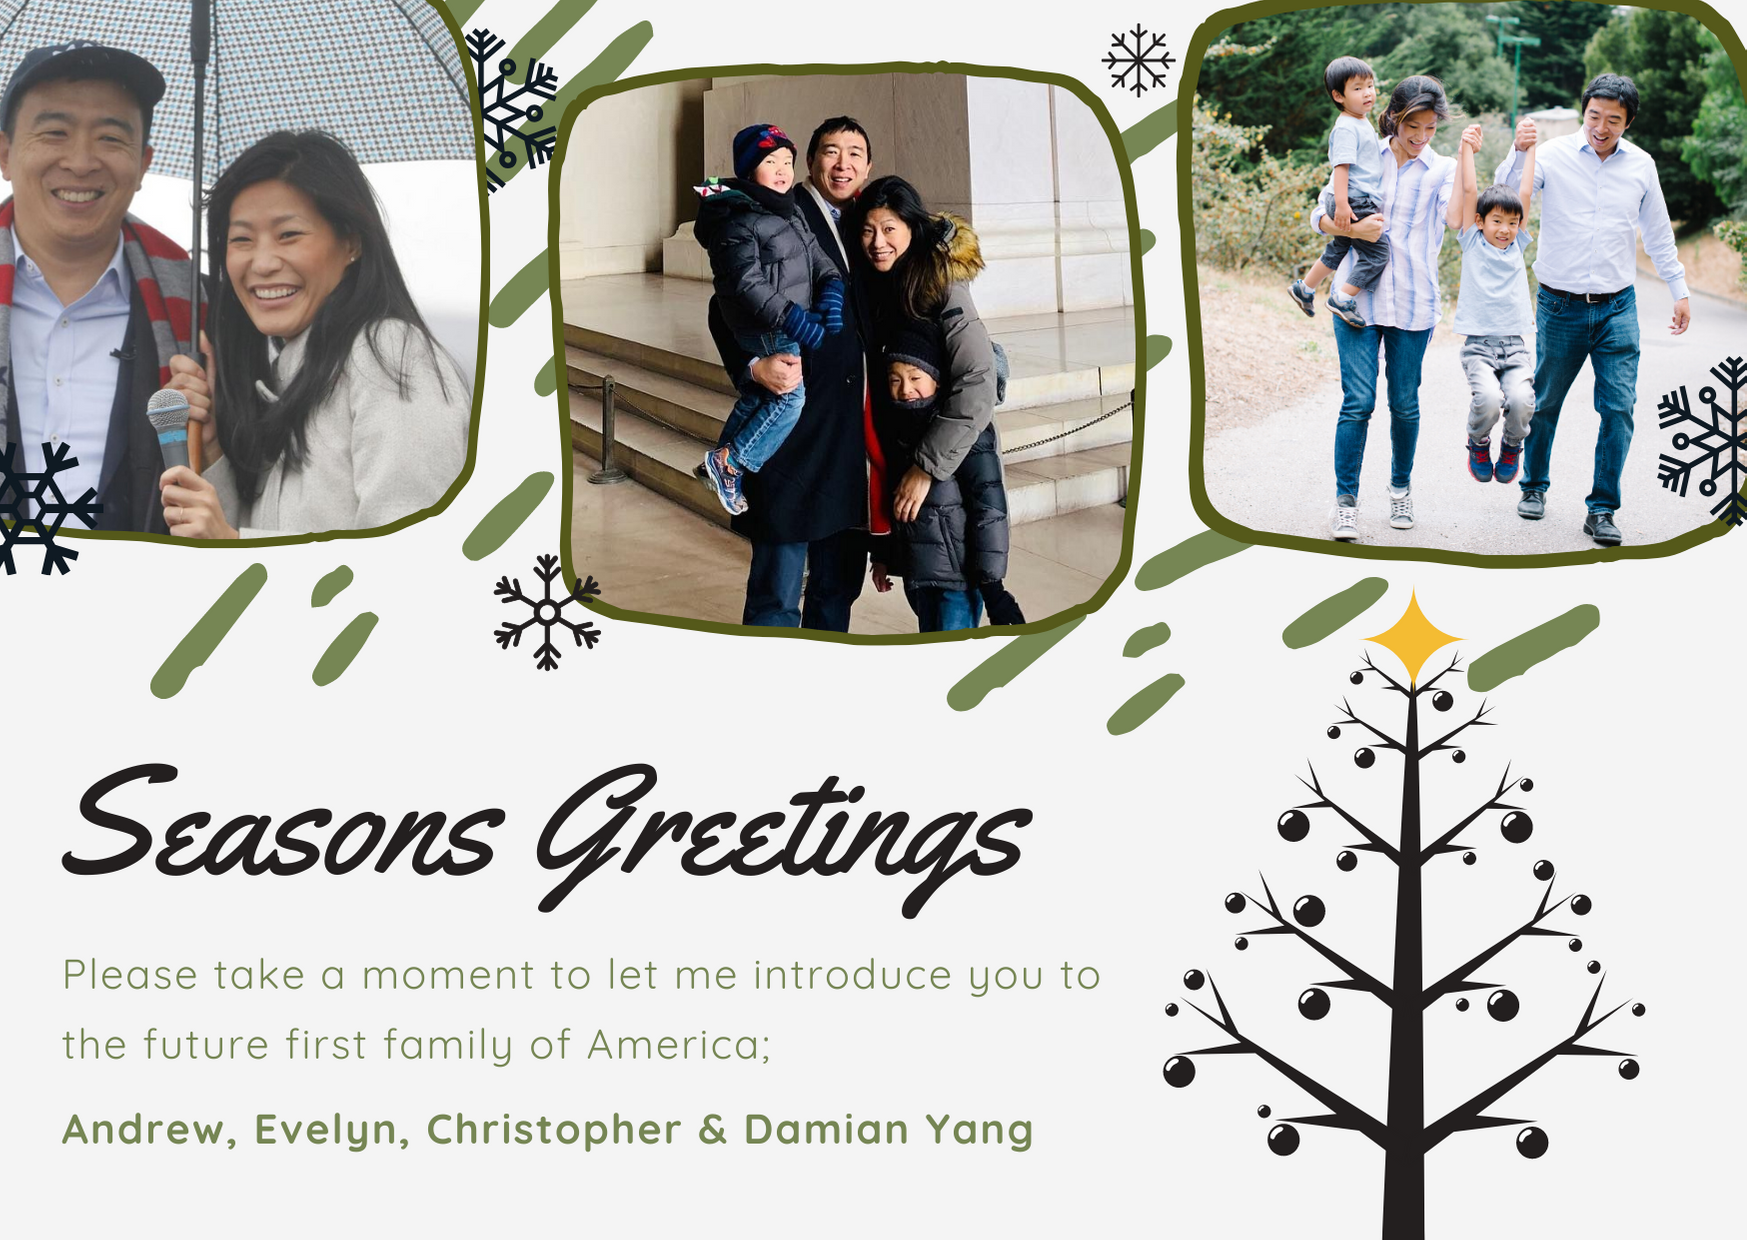 Seasons Greetings
Please take a moment to let me introduce you to
the future first family of America;
Andrew, Evelyn, Christopher & Damian Yang